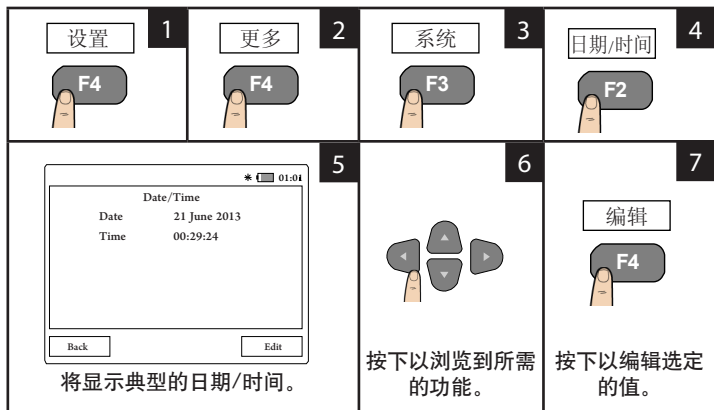 设置
1
F4
更多
2
F4
系统
3
F3
日期/时间
4
F2
5
01:01
Date/Time
Date 21 June 2013
Time 00:29:24
Back Edit
将显示典型的日期/时间。
6
按下以浏览到所需
的功能。
7
编辑
F4
按下以编辑选定
的值。